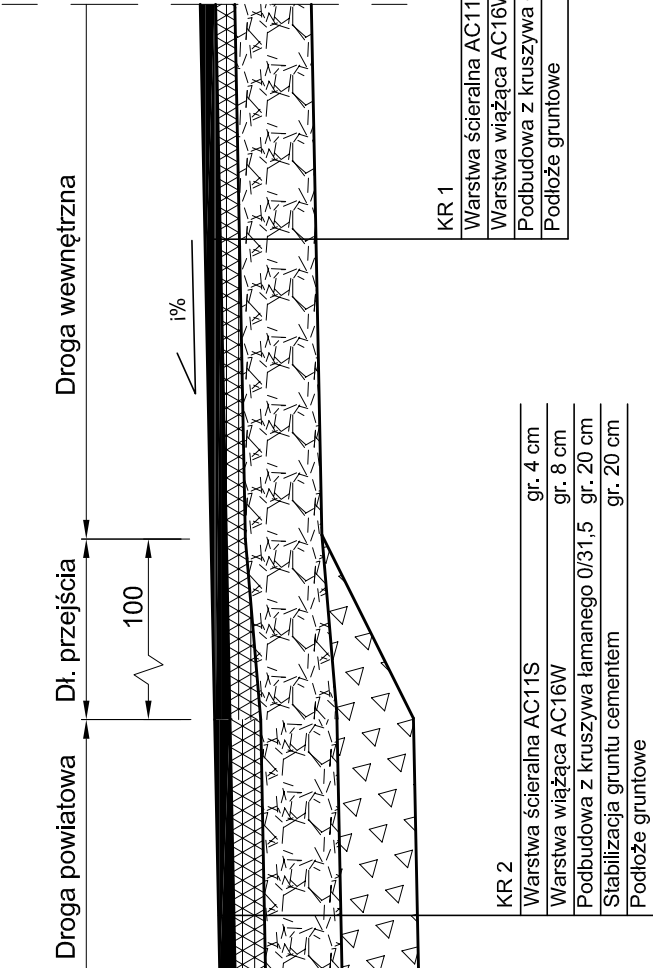 Droga powiatowa
Dł. przejścia
Droga wewnętrzna
100
i%
KR 2
Warstwa ścieralna AC11S gr. 4 cm
Warstwa wiążąca AC16W gr. 8 cm
Podbudowa z kruszywa łamanego 0/31,5 gr. 20 cm
Stabilizacja gruntu cementem gr. 20 cm
Podłoże gruntowe
KR 1
Warstwa ścieralna AC11
Warstwa wiążąca AC16W
Podbudowa z kruszywa
Podłoże gruntowe